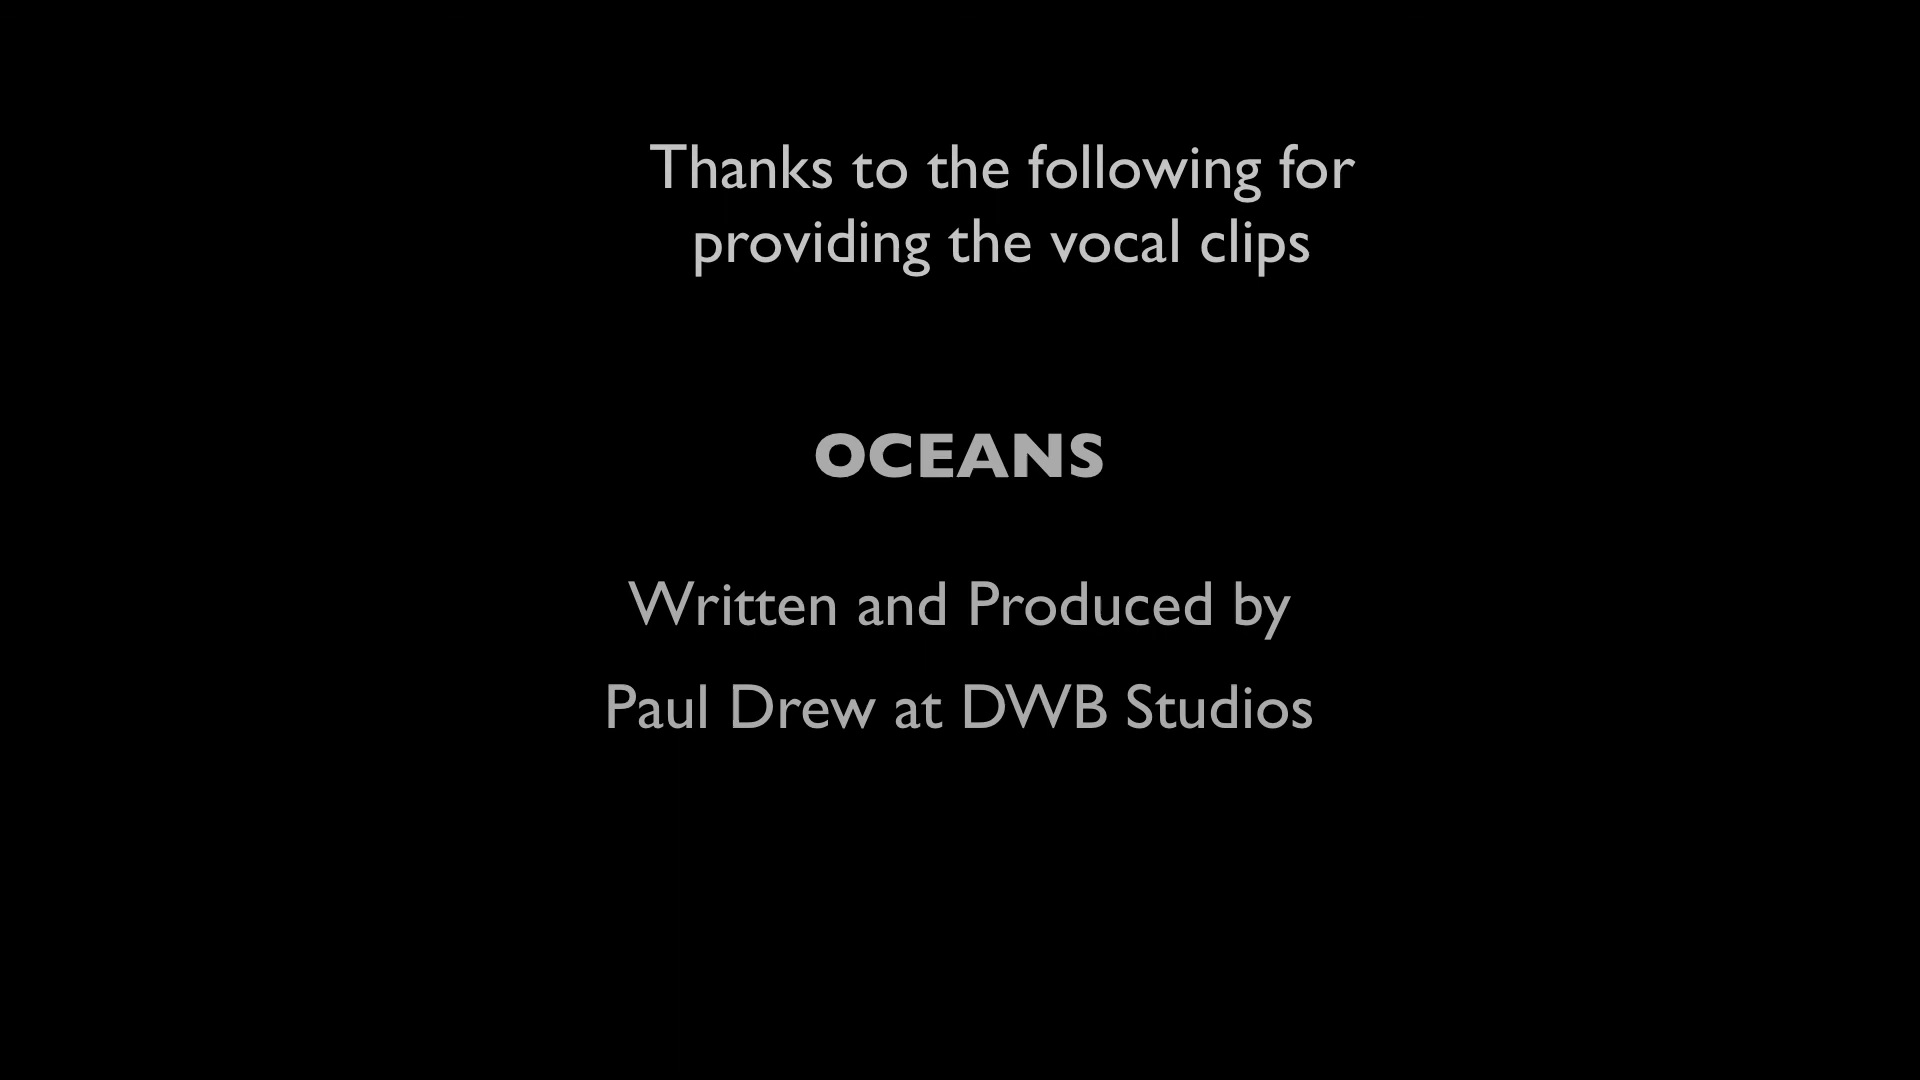 Thanks to the following for
providing the vocal clips
OCEANS
Written and Produced by
Paul Drew at DWB Studios